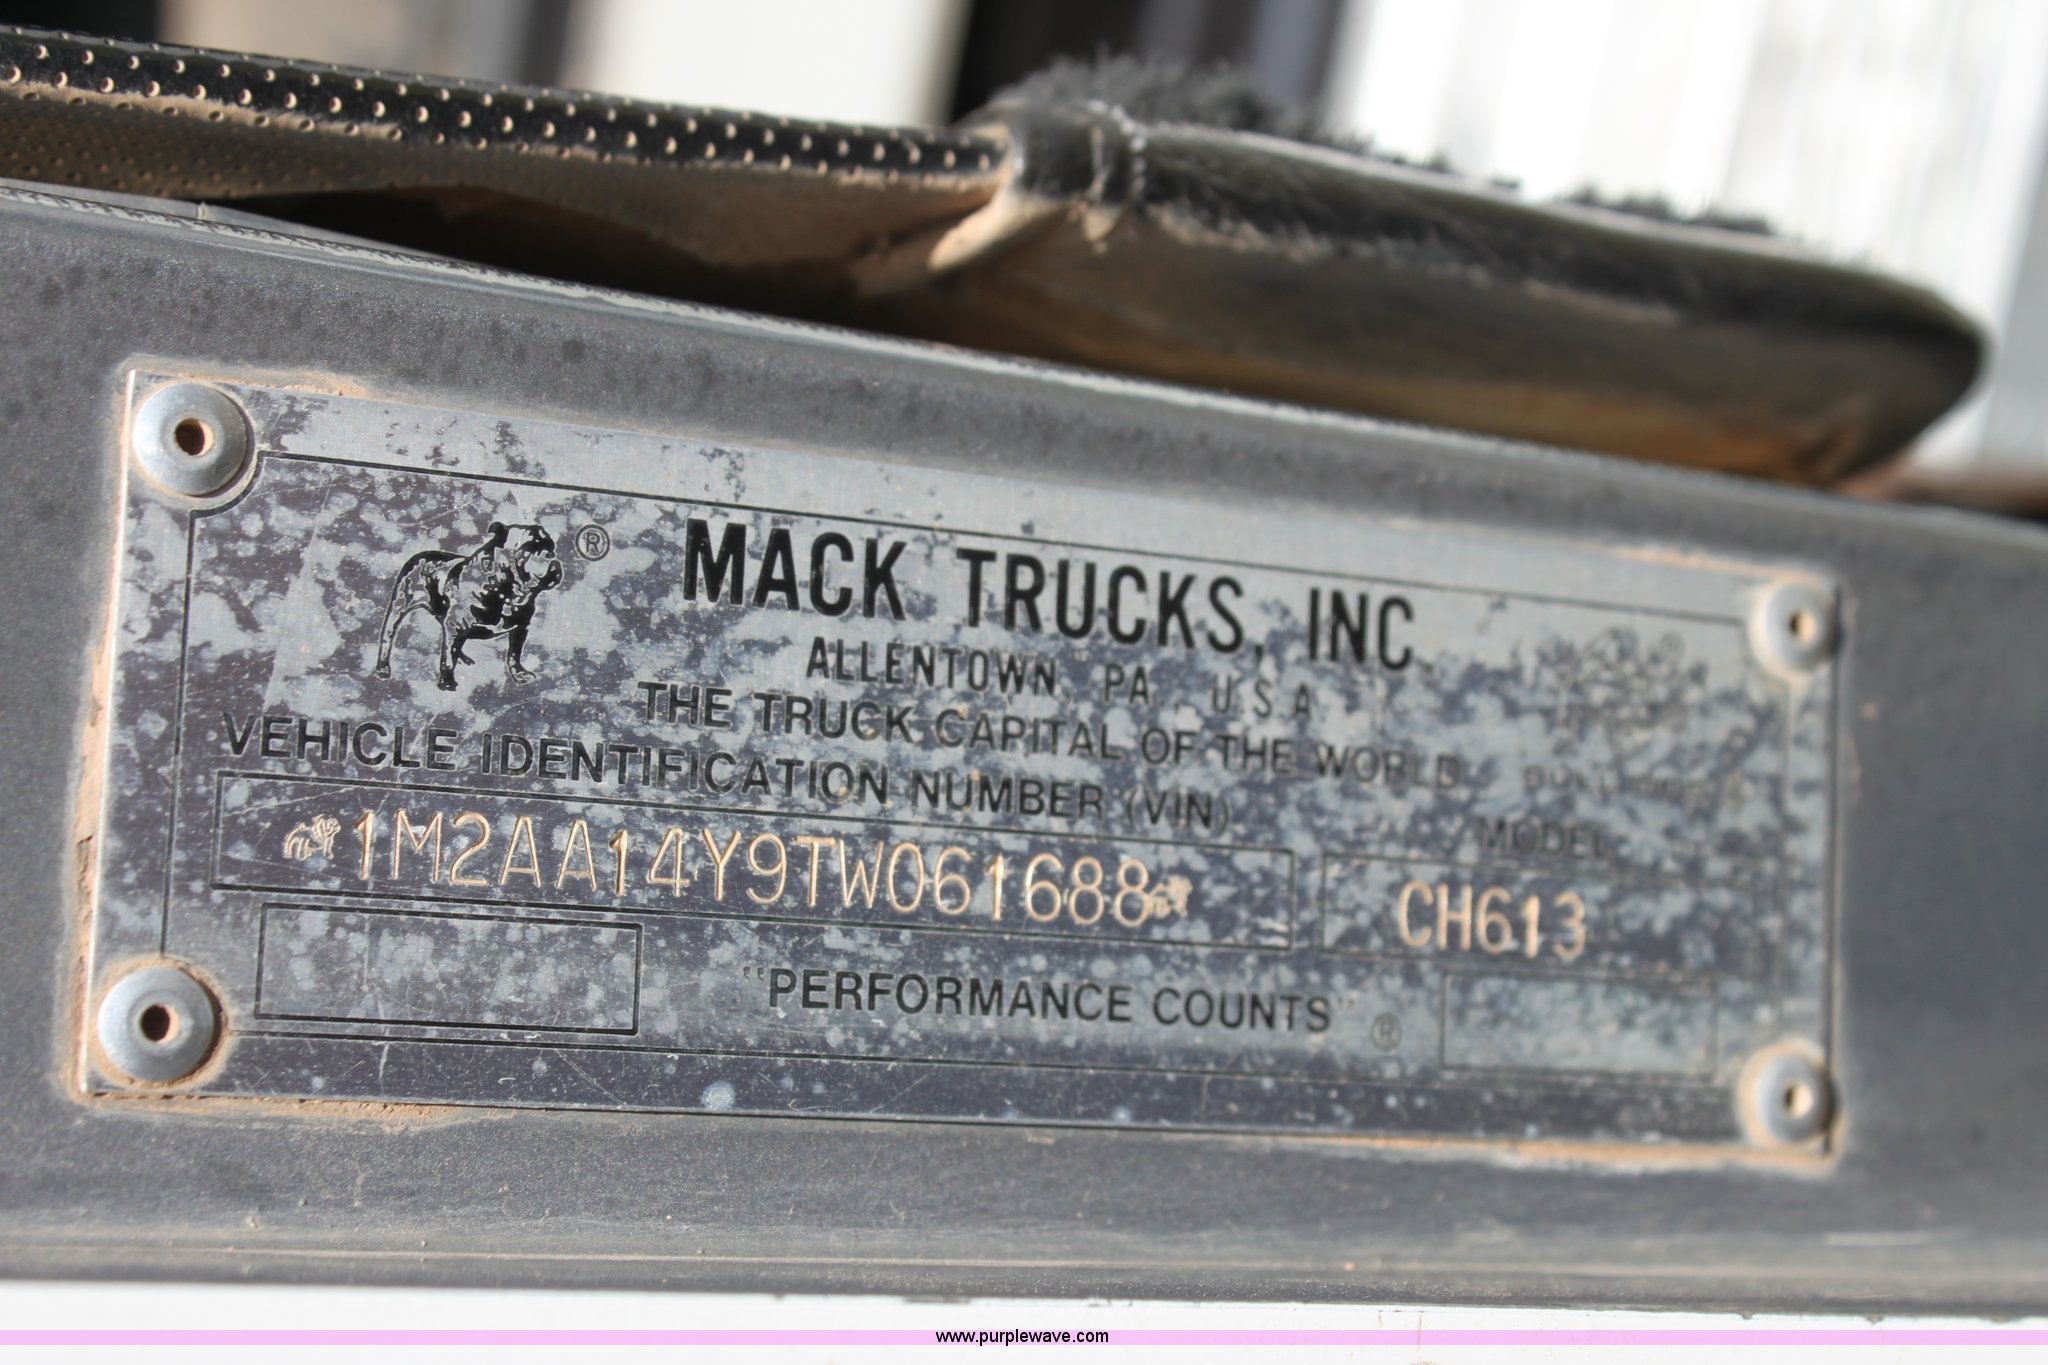 ®
MACK TRUCKS, INC.
ALLENTOWN, PA., U.S.A.
THE TRUCK CAPITAL OF THE WORLD
VEHICLE IDENTIFICATION NUMBER (VIN)
MODEL
1M2AA14Y9TW061688
CH613
"PERFORMANCE COUNTS" ®
www.purplewave.com